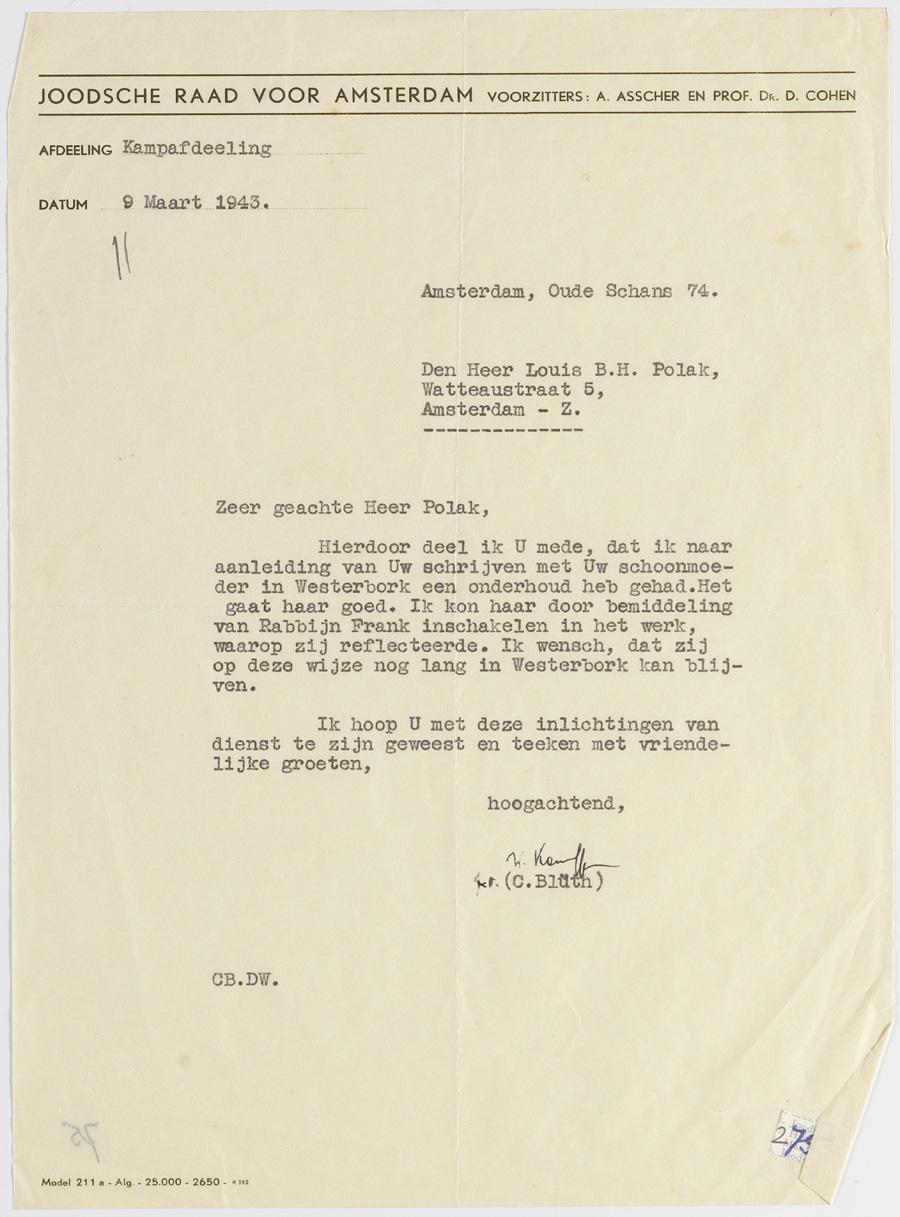 JOODSCHE RAAD VOOR AMSTERDAM VOORZITTERS: A. ASSCHER EN PROF. DR. D. COHEN
AFDEELING Kampafdeeling
DATUM 9 Maart 1943.
Amsterdam, Oude Schans 74.
Den Heer Louis B.H. Polak,
Watteaustraat 5,
Amsterdam - Z.
--------------
Zeer geachte Heer Polak,
Hierdoor deel ik U mede, dat ik naar
aanleiding van Uw schrijven met Uw schoonmoe-
der in Westerbork een onderhoud heb gehad.Het
gaat haar goed. Ik kon haar door bemiddeling
van Rabbijn Frank inschakelen in het werk,
waarop zij reflecteerde. Ik wensch, dat zij
op deze wijze nog lang in Westerbork kan blij-
ven.
Ik hoop U met deze inlichtingen van
dienst te zijn geweest en teeken met vriende-
lijke groeten,
hoogachtend,
(C.Blüth)
CB.DW.
75
275
Model 211 a - Alg. - 25.000 - 2650 -